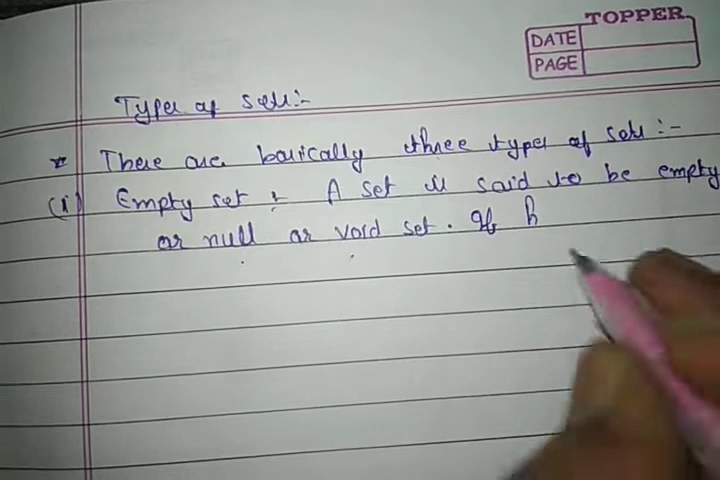 TOPPER
DATE
PAGE
Types of sets:-
* There are basically three types of sets :-
(i) Empty set : A set is said to be empty
or null or void set. If h